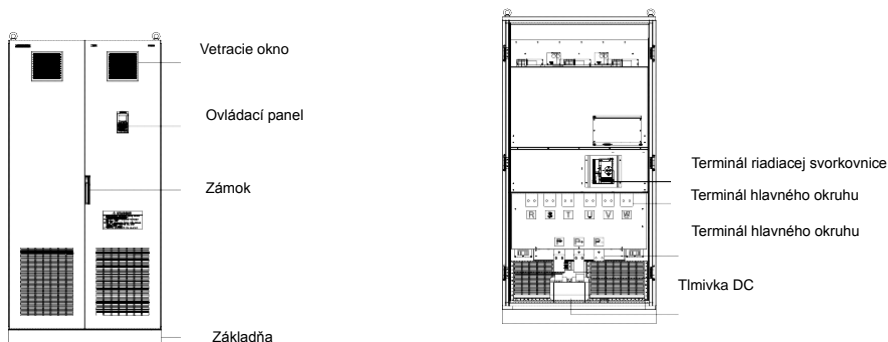 Vetracie okno
Ovládací panel
Zámok
Základňa
Terminál riadiacej svorkovnice
Terminál hlavného okruhu
R S T U V W
Terminál hlavného okruhu
Tlmivka DC